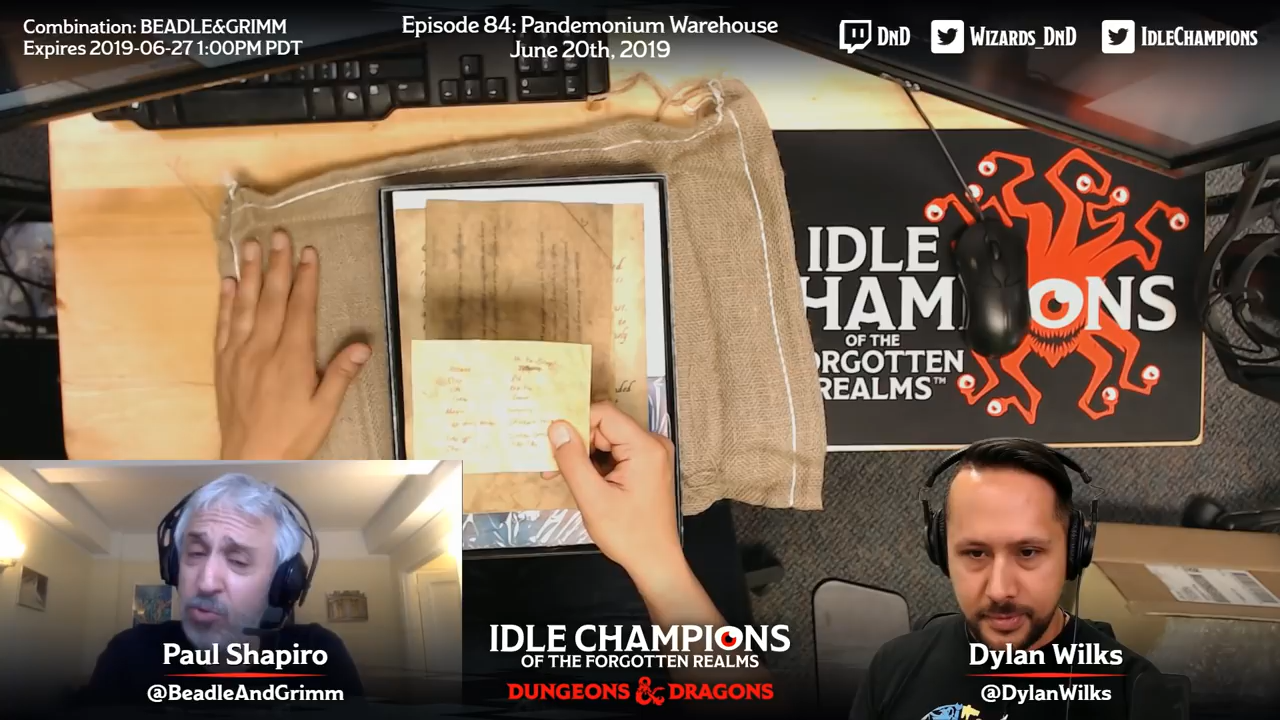 Combination: BEADLE&GRIMM
Expires 2019-06-27 1:00PM PDT
Episode 84: Pandemonium Warehouse
June 20th, 2019
DnD
Wizards_DnD
IdleChampions
IDLE
HAMPIONS
OF THE
FORGOTTEN
REALMS™
Paul Shapiro
@BeadleAndGrimm
IDLE CHAMPIONS
OF THE FORGOTTEN REALMS
DUNGEONS & DRAGONS
Dylan Wilks
@DylanWilks